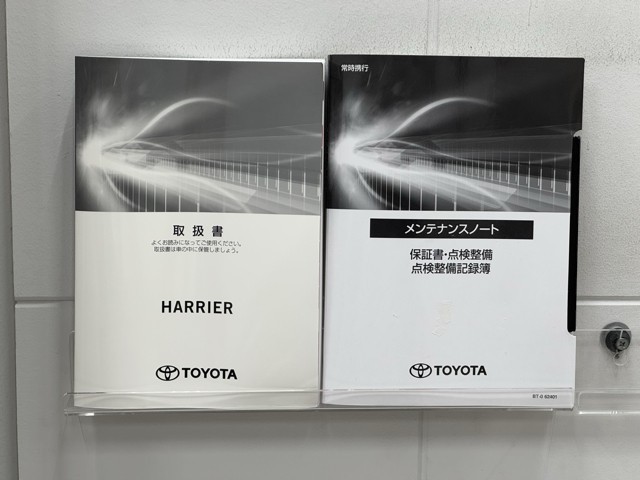 取扱書
よくお読みになってご使用ください。
取扱書は車の中に保管しましょう。
HARRIER
TOYOTA
常時携行
メンテナンスノート
保証書・点検整備
点検整備記録簿
TOYOTA
BT-0 62401